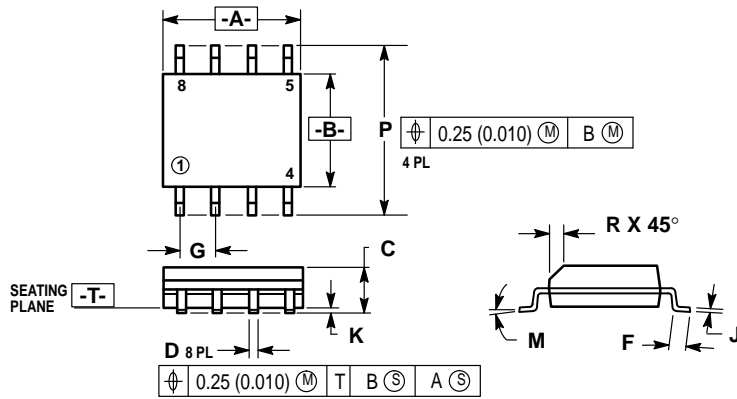 -A-
8 5
-B- P ⌖ 0.25 (0.010) Ⓜ B Ⓜ
4 PL
① 4
G C R X 45°
SEATING
PLANE -T-
K M F J
D 8 PL
⌖ 0.25 (0.010) Ⓜ T B Ⓢ A Ⓢ